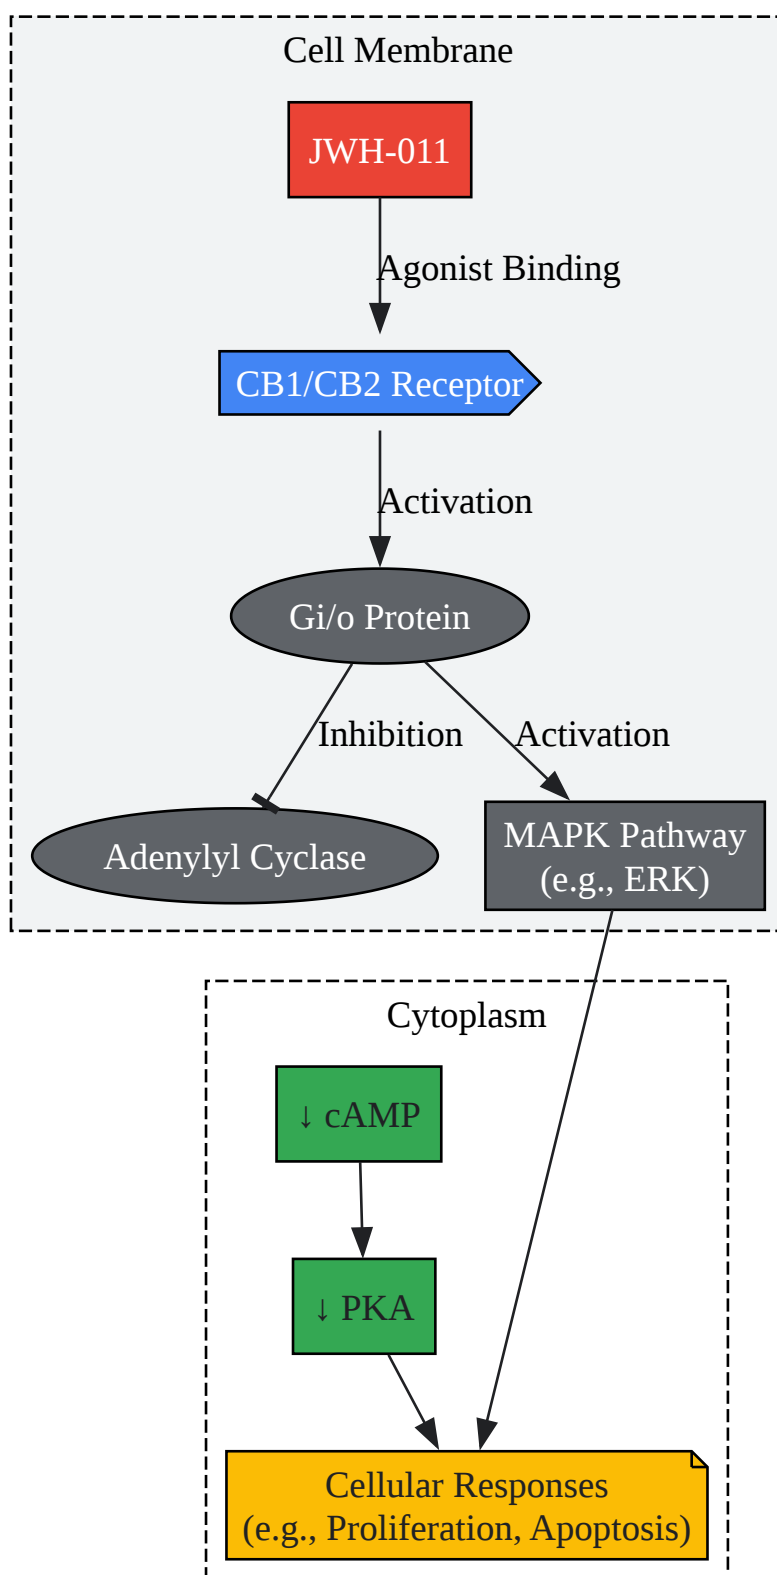 Cell Membrane
JWH-011
Agonist Binding
CB1/CB2 Receptor
Activation
Gi/o Protein
Inhibition
Activation
Adenylyl Cyclase
MAPK Pathway
(e.g., ERK)
Cytoplasm
↓ cAMP
↓ PKA
Cellular Responses
(e.g., Proliferation, Apoptosis)